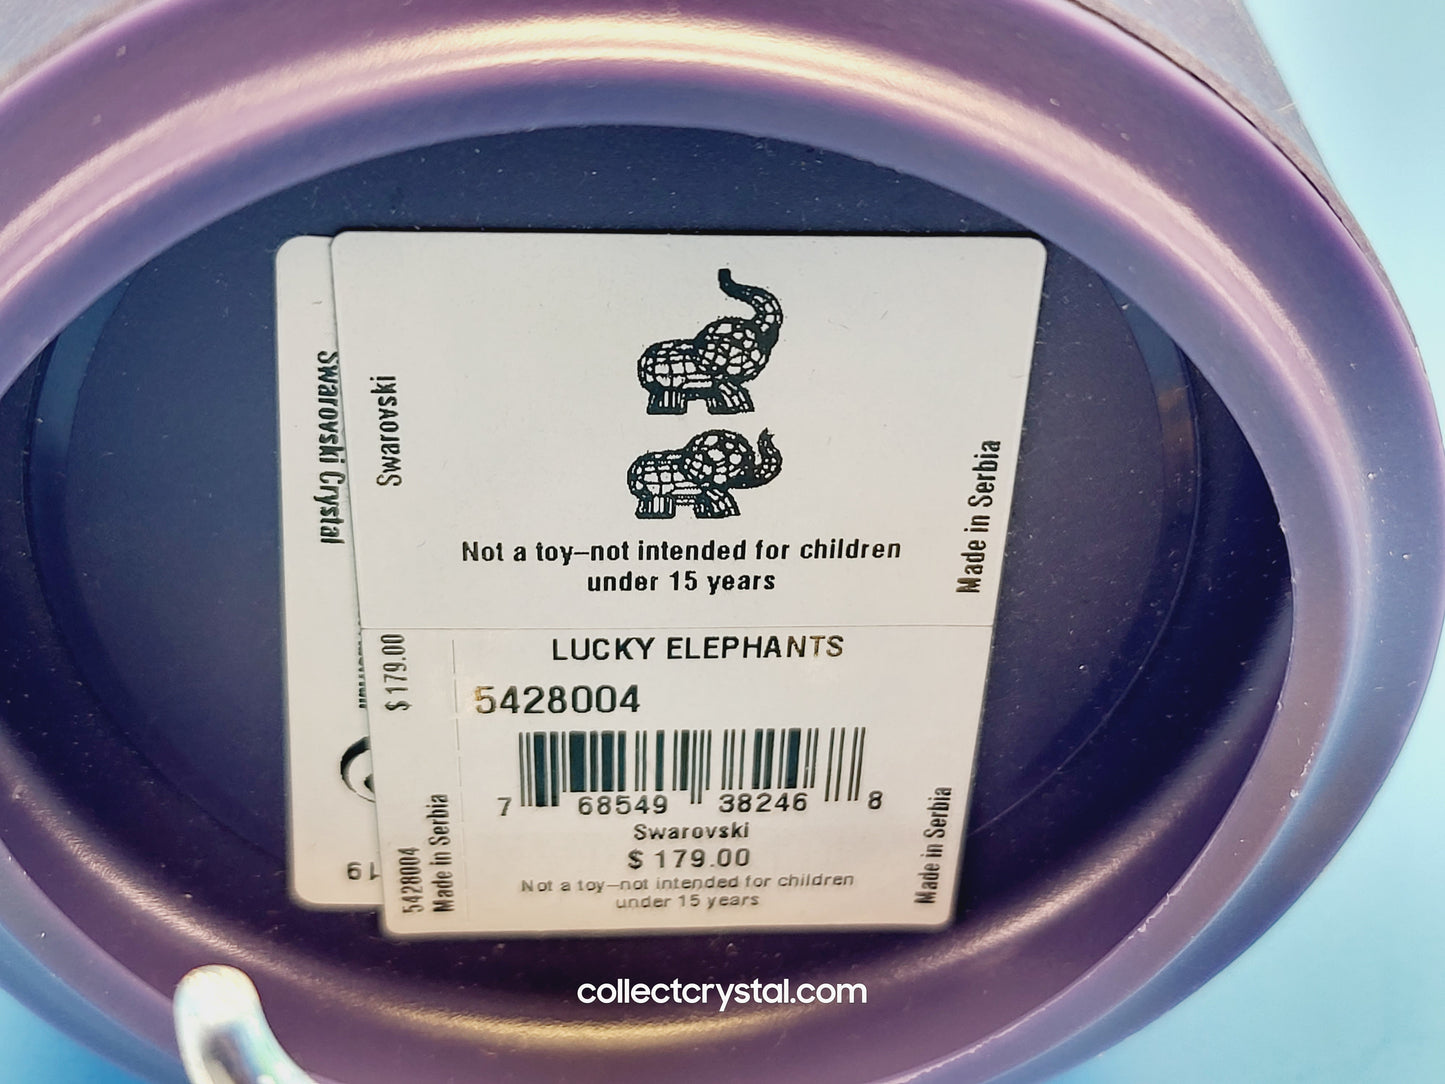 Swarovski Crystal
19
Swarovski
Not a toy—not intended for children
under 15 years
Made in Serbia
$ 179.00
LUCKY ELEPHANTS
5428004
7 68549 38246 8
Swarovski
$ 179.00
Not a toy—not intended for children
under 15 years
5428004
Made in Serbia
Made in Serbia
collectcrystal.com